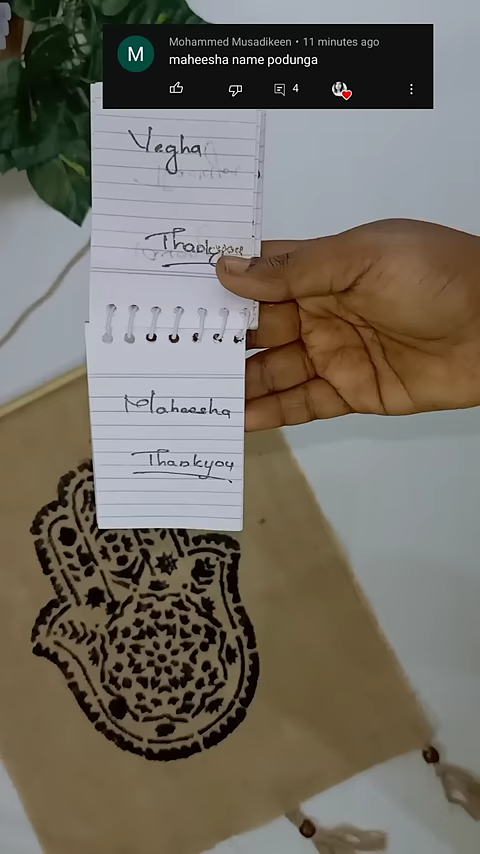 M
Mohammed Musadikeen • 11 minutes ago
maheesha name podunga
4
Vegha
Thankyou
Maheesha
Thankyou